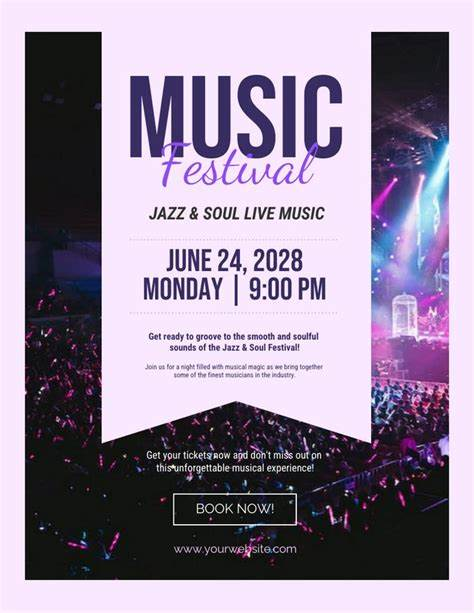 MUSIC
Festival
JAZZ & SOUL LIVE MUSIC
JUNE 24, 2028
MONDAY | 9:00 PM
Get ready to groove to the smooth and soulful
sounds of the Jazz & Soul Festival!
Join us for a night filled with musical magic as we bring together
some of the finest musicians in the industry.
Get your tickets now and don't miss out on
this unforgettable musical experience!
BOOK NOW!
www.yourwebsite.com